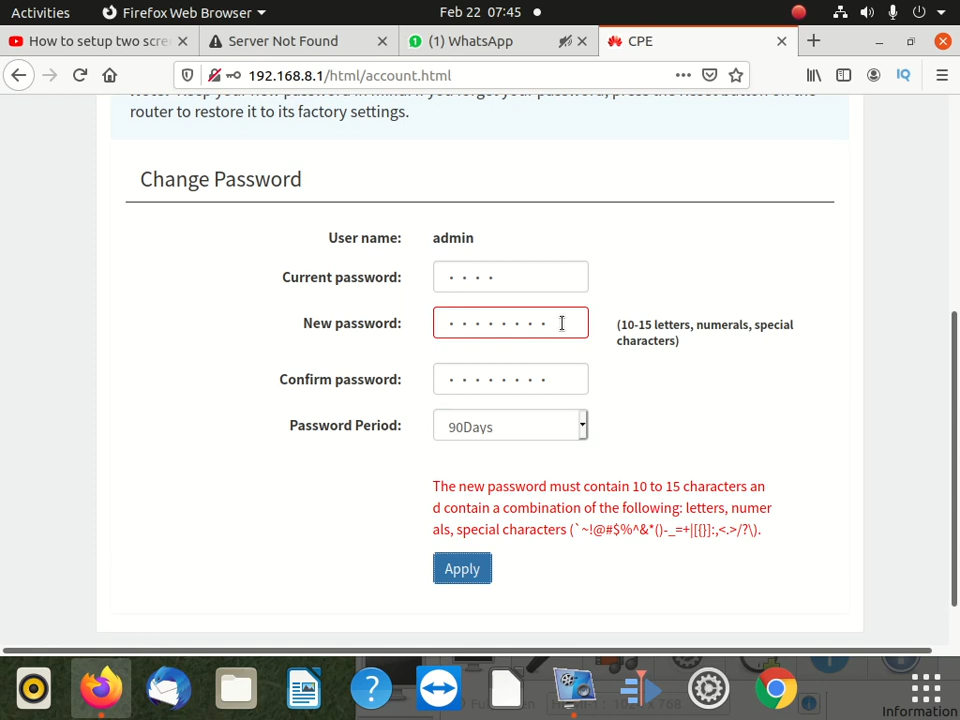 Activities
Firefox Web Browser
Feb 22 07:45
How to setup two scre
Server Not Found
(1) WhatsApp
CPE
192.168.8.1/html/account.html
IQ
router to restore it to its factory settings.
Change Password
User name: admin
Current password:
New password:
(10-15 letters, numerals, special
characters)
Confirm password:
Password Period: 90Days
The new password must contain 10 to 15 characters an
d contain a combination of the following: letters, numer
als, special characters (`~!@#$%^&*()-_=+|[{}]:,<.>/?\).
Apply
Information